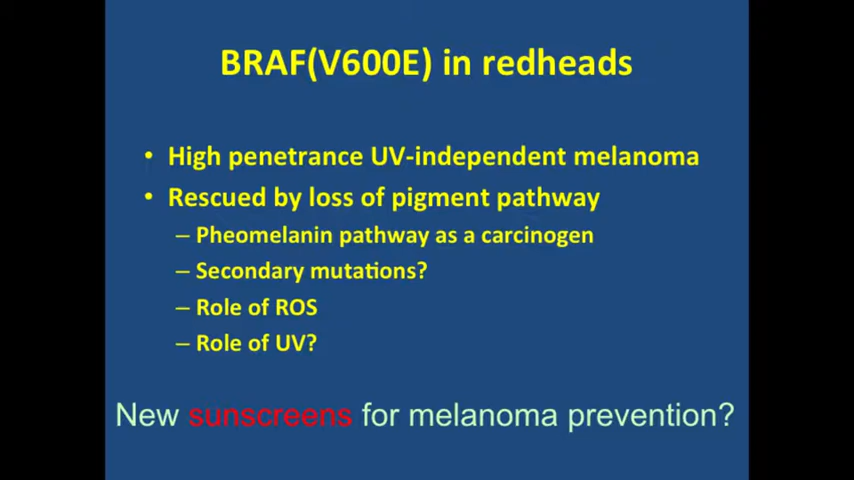 BRAF(V600E) in redheads
• High penetrance UV-independent melanoma
• Rescued by loss of pigment pathway
– Pheomelanin pathway as a carcinogen
– Secondary mutations?
– Role of ROS
– Role of UV?
New sunscreens for melanoma prevention?